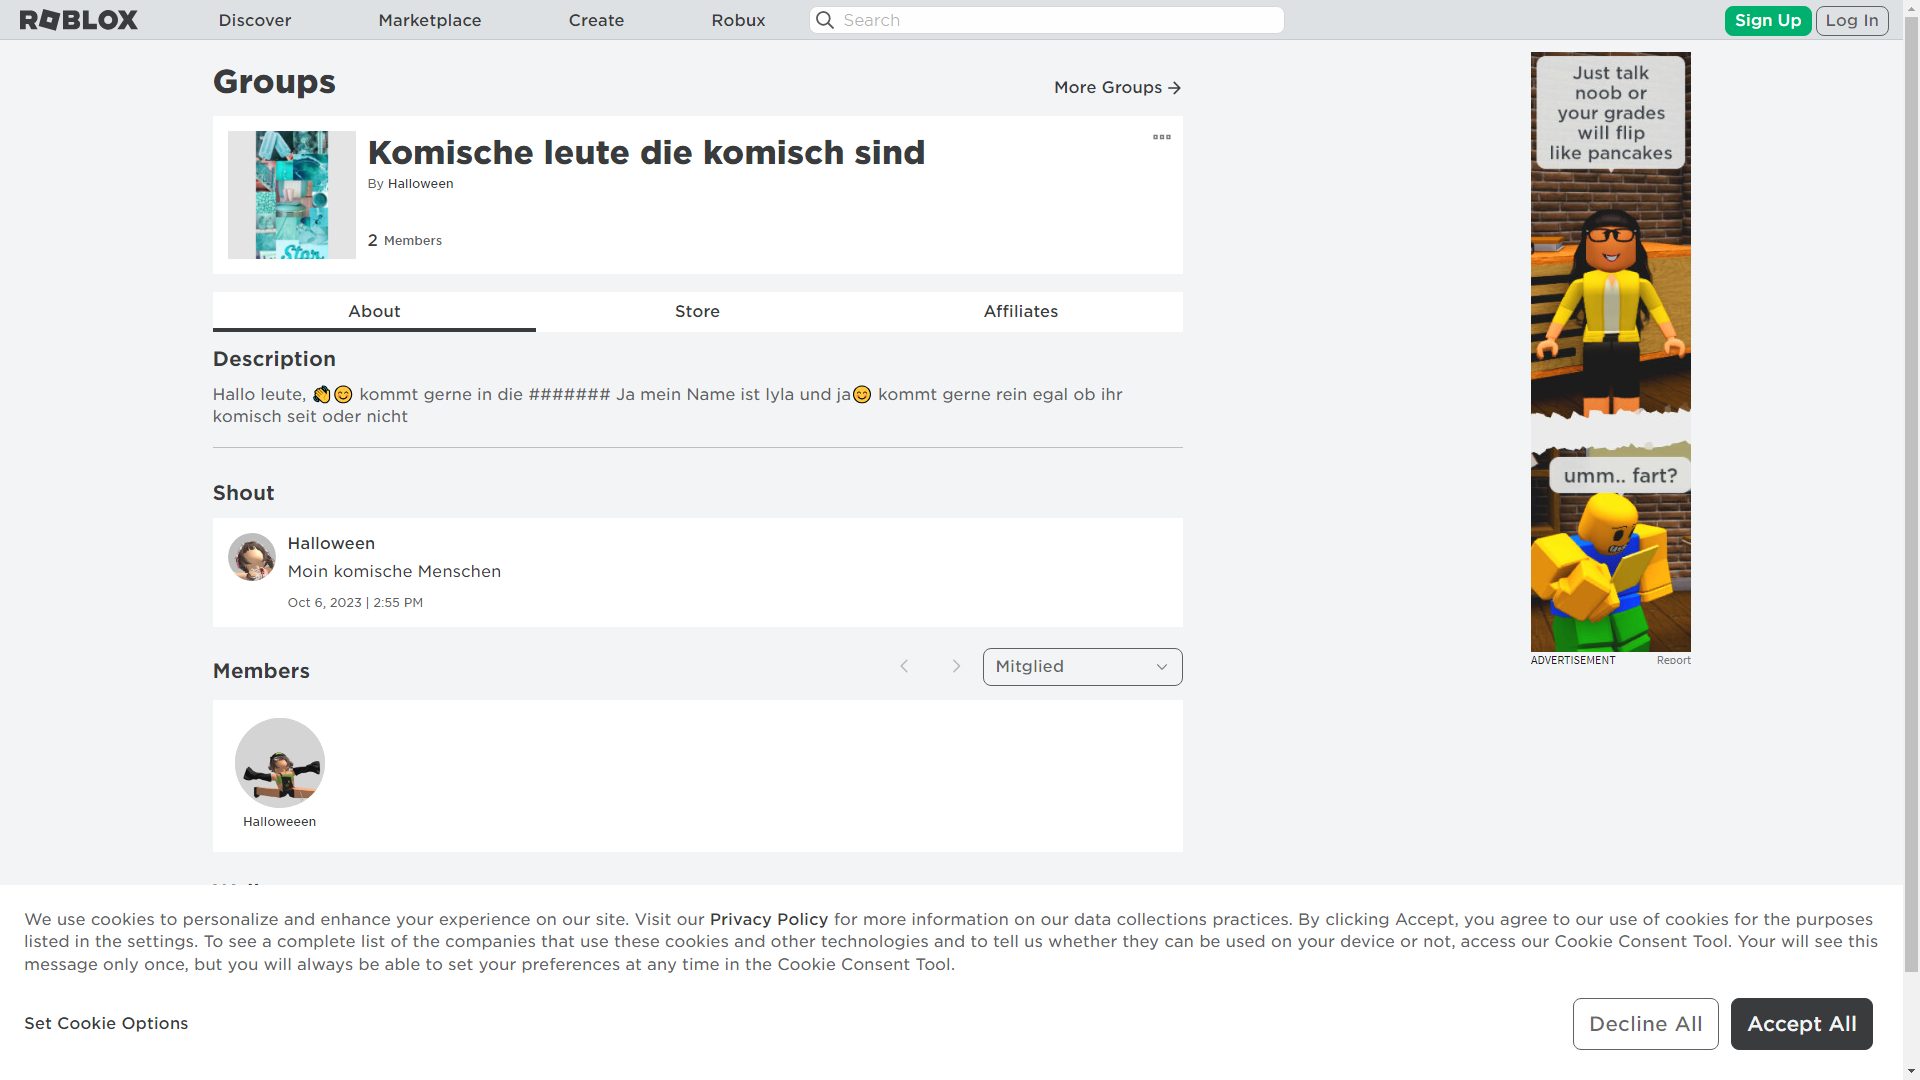 ROBLOX
Discover
Marketplace
Create
Robux
Search
Sign Up
Log In
Groups
More Groups
Komische leute die komisch sind
By Halloween
2 Members
Star
About
Store
Affiliates
Description
Hallo leute, 👏😊 kommt gerne in die ####### Ja mein Name ist lyla und ja😊 kommt gerne rein egal ob ihr
komisch seit oder nicht
Shout
Halloween
Moin komische Menschen
Oct 6, 2023 | 2:55 PM
Members
Mitglied
Halloweeen
Just talk
noob or
your grades
will flip
like pancakes
umm.. fart?
ADVERTISEMENT
Report
We use cookies to personalize and enhance your experience on our site. Visit our Privacy Policy for more information on our data collections practices. By clicking Accept, you agree to our use of cookies for the purposes
listed in the settings. To see a complete list of the companies that use these cookies and other technologies and to tell us whether they can be used on your device or not, access our Cookie Consent Tool. Your will see this
message only once, but you will always be able to set your preferences at any time in the Cookie Consent Tool.
Set Cookie Options
Decline All
Accept All